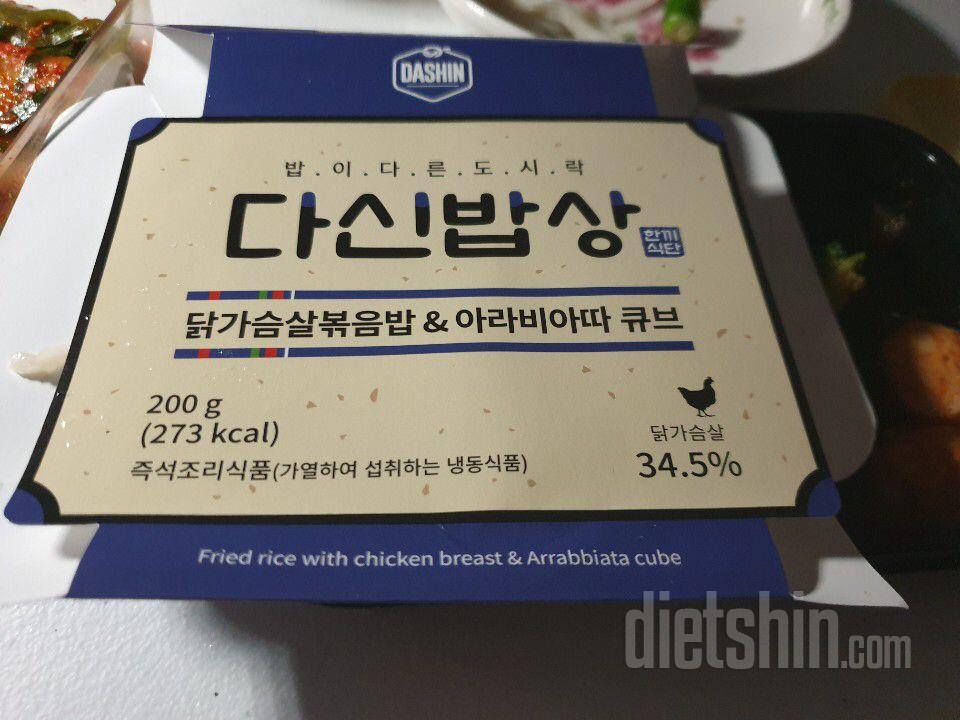 DASHIN
밥.이.다.른.도.시.락
다신밥상
한끼
식단
닭가슴살볶음밥 & 아라비아따 큐브
200 g
(273 kcal)
즉석조리식품(가열하여 섭취하는 냉동식품)
닭가슴살
34.5%
Fried rice with chicken breast & Arrabbiata cube
dietshin.com